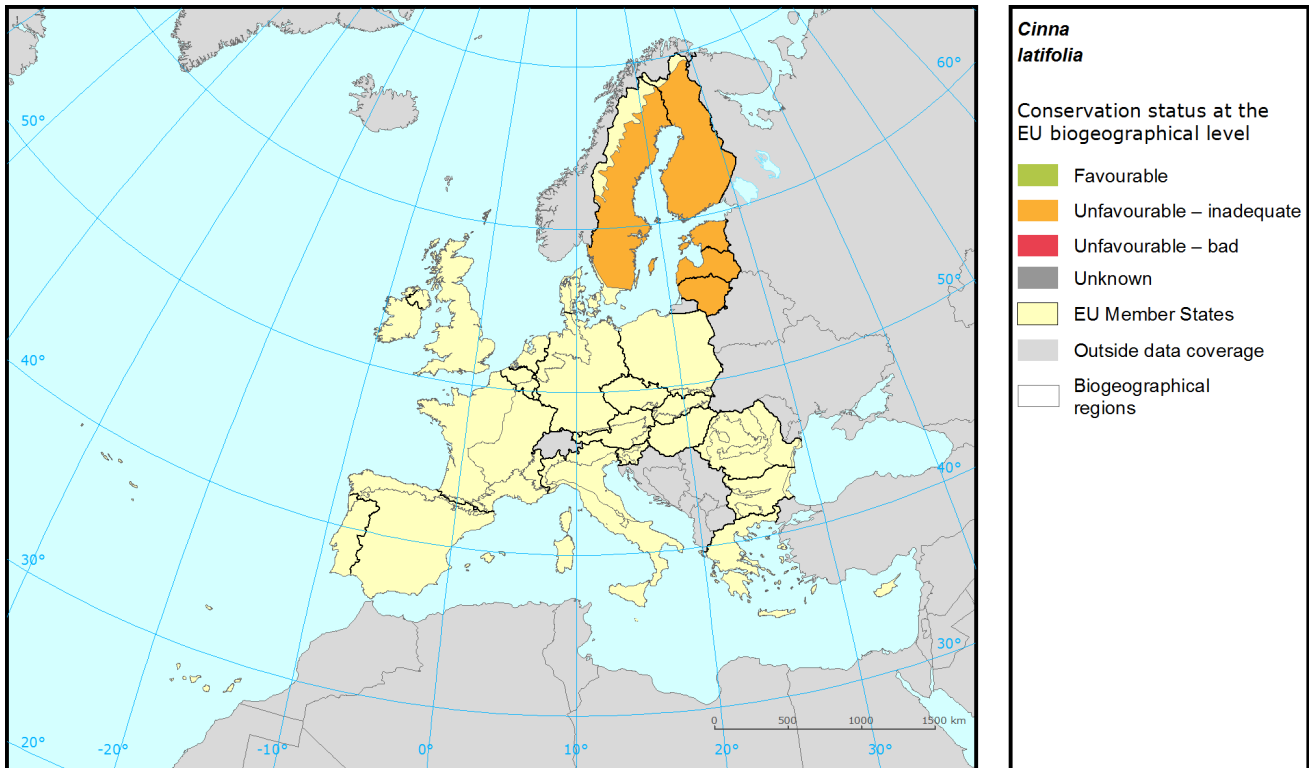 Cinna
latifolia
Conservation status at the
EU biogeographical level
Favourable
Unfavourable – inadequate
Unfavourable – bad
Unknown
EU Member States
Outside data coverage
Biogeographical
regions
60°
50°
50°
40°
40°
30°
30°
0 500 1000 1500 km
20° -20° -10° 0° 10° 20° 30°